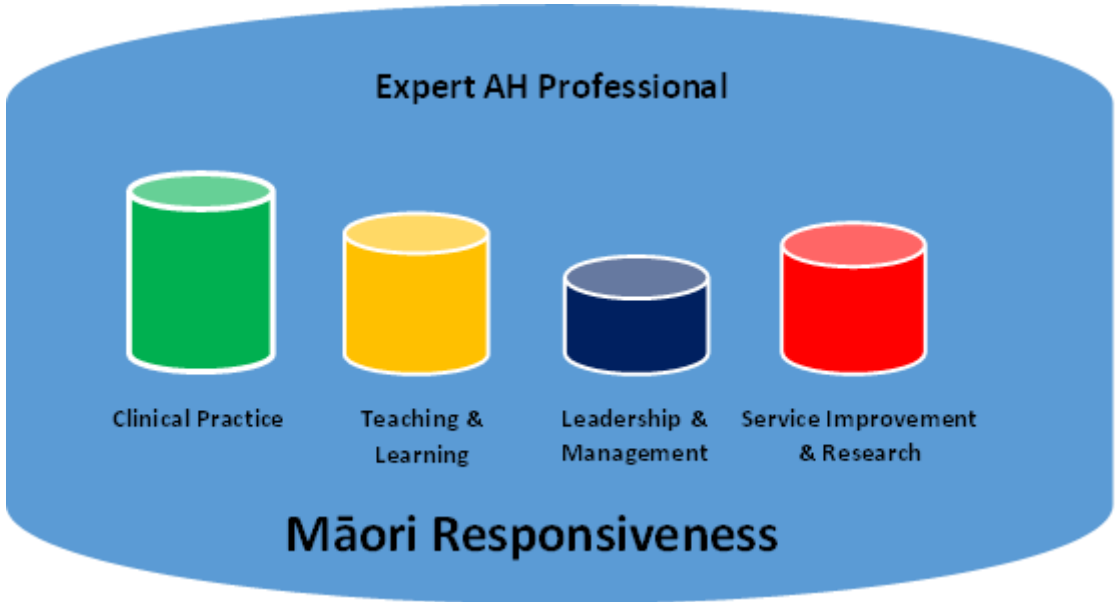 Expert AH Professional
Clinical Practice
Teaching &
Learning
Leadership &
Management
Service Improvement
& Research
Māori Responsiveness